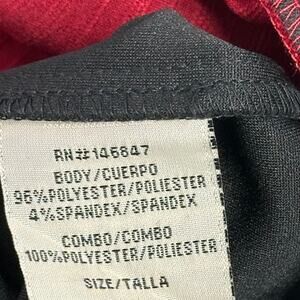 RN#146847
BODY/CUERPO
96%POLYESTER/POLIESTER
4%SPANDEX/SPANDEX
COMBO/COMBO
100%POLYESTER/POLIESTER
SIZE/TALLA